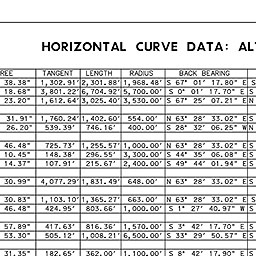 HORIZONTAL CURVE DATA: AL
REE TANGENT LENGTH RADIUS BACK BEARING
38.38" 1,302.91' 2,301.88' 1,968.48' S 67° 01' 17.80" E S
18.68" 3,801.22' 6,704.92' 5,700.00' S 0° 01' 17.70" E
23.20" 1,612.64' 3,025.40' 3,530.00' S 67° 25' 07.21" E N
31.91" 1,760.24' 1,402.60' 554.00' N 63° 28' 33.02" E S
26.20" 539.39' 746.16' 400.00' S 28° 32' 06.25" W N
46.48" 725.73' 1,255.57' 1,000.00' N 63° 28' 33.02" E S
10.45" 148.38' 296.55' 3,300.00' S 44° 35' 06.08" E S
14.37" 107.91' 215.67' 2,400.00' S 49° 44' 01.94" E S
30.99" 4,077.29' 1,831.49' 648.00' N 63° 28' 33.02" E S
30.83" 1,103.10' 1,365.27' 663.00' N 63° 28' 33.02" E S
46.48" 424.95' 803.66' 1,000.00' S 1° 27' 40.97" W S
57.89" 417.63' 816.36' 1,570.00' S 3° 42' 17.70" E S
53.30" 505.12' 1,008.21' 6,500.00' S 33° 29' 50.57" E S
31.35" 182.65' 362.00' 1,100.00' S 8° 42' 17.70" E S